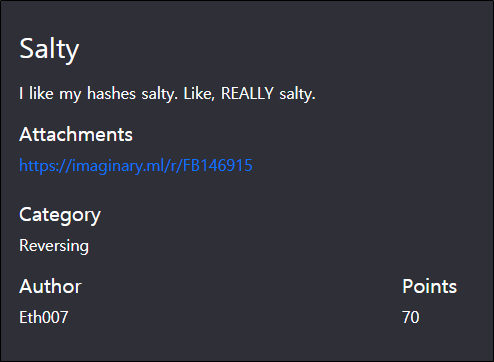 Salty
I like my hashes salty. Like, REALLY salty.
Attachments
https://imaginary.ml/r/FB146915
Category
Reversing
Author Points
Eth007 70